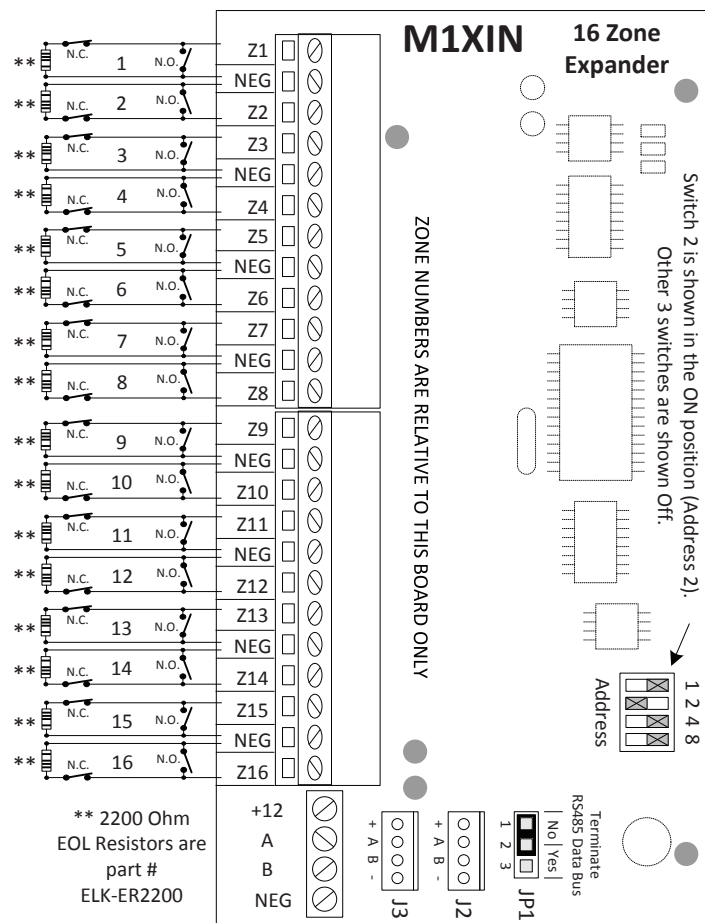 M1XIN
16 Zone
Expander
** N.C. 1 N.O. Z1
NEG
** N.C. 2 N.O. Z2
** N.C. 3 N.O. Z3
NEG
** N.C. 4 N.O. Z4
** N.C. 5 N.O. Z5
NEG
** N.C. 6 N.O. Z6
** N.C. 7 N.O. Z7
NEG
** N.C. 8 N.O. Z8
** N.C. 9 N.O. Z9
NEG
** N.C. 10 N.O. Z10
** N.C. 11 N.O. Z11
NEG
** N.C. 12 N.O. Z12
** N.C. 13 N.O. Z13
NEG
** N.C. 14 N.O. Z14
** N.C. 15 N.O. Z15
NEG
** N.C. 16 N.O. Z16
ZONE NUMBERS ARE RELATIVE TO THIS BOARD ONLY
Switch 2 is shown in the ON position (Address 2).
Other 3 switches are shown Off.
1 2 4 8
Address
** 2200 Ohm
EOL Resistors are
part #
ELK-ER2200
+12
A
B
NEG
+ A B -
J3
+ A B -
J2
Terminate
RS485 Data Bus
No | Yes
1 2 3
JP1